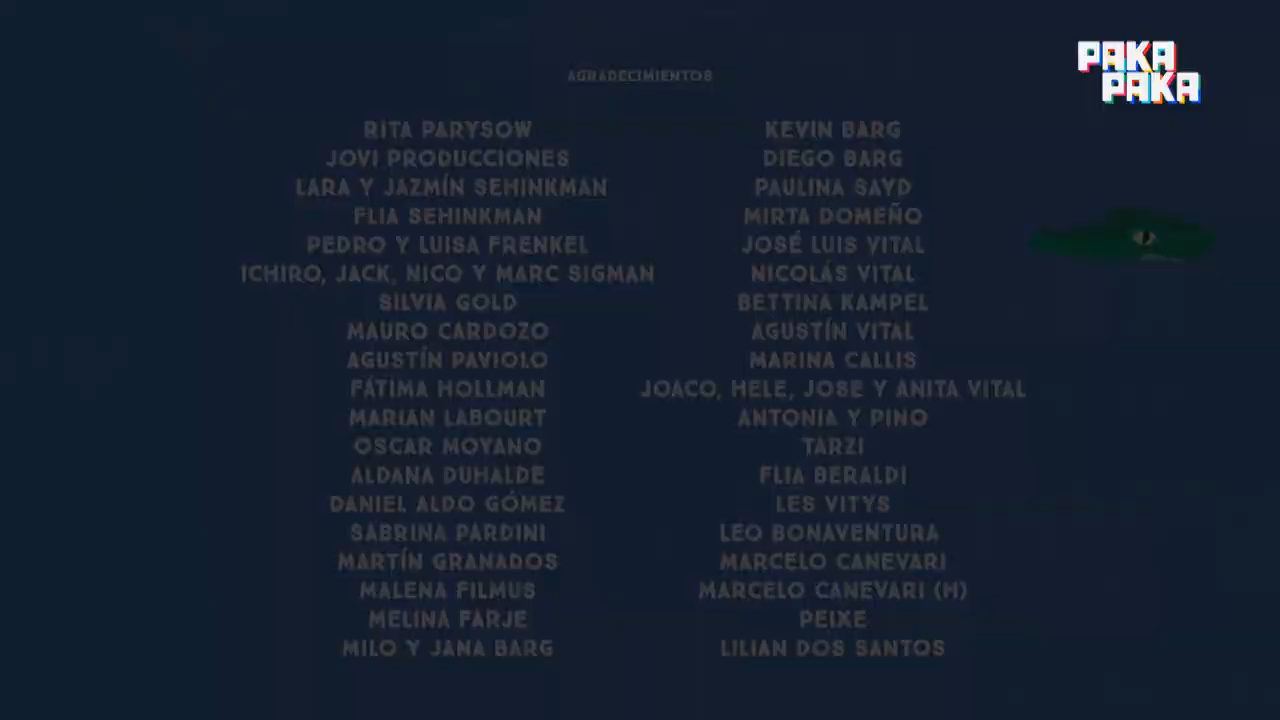 PAKA
PAKA
AGRADECIMIENTOS
RITA PARYSOW
JOVI PRODUCCIONES
LARA Y JAZMÍN SEHINKMAN
FLIA SEHINKMAN
PEDRO Y LUISA FRENKEL
ICHIRO, JACK, NICO Y MARC SIGMAN
SILVIA GOLD
MAURO CARDOZO
AGUSTÍN PAVIOLO
FÁTIMA HOLLMAN
MARIAN LABOURT
OSCAR MOYANO
ALDANA DUHALDE
DANIEL ALDO GÓMEZ
SABRINA PARDINI
MARTÍN GRANADOS
MALENA FILMUS
MELINA FARJE
MILO Y JANA BARG
KEVIN BARG
DIEGO BARG
PAULINA SAYD
MIRTA DOMEÑO
JOSÉ LUIS VITAL
NICOLÁS VITAL
BETTINA KAMPEL
AGUSTÍN VITAL
MARINA CALLIS
JOACO, HELE, JOSE Y ANITA VITAL
ANTONIA Y PINO
TARZI
FLIA BERALDI
LES VITYS
LEO BONAVENTURA
MARCELO CANEVARI
MARCELO CANEVARI (H)
PEIXE
LILIAN DOS SANTOS